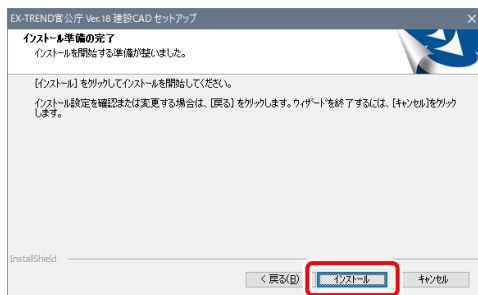 EX-TREND官公庁 Ver.18 建設CAD セットアップ
インストール準備の完了
インストールを開始する準備が整いました。
[インストール] をクリックしてインストールを開始してください。
インストール設定を確認または変更する場合は、[戻る] をクリックします。ウィザードを終了するには、[キャンセル]をクリック
します。
InstallShield
< 戻る(B)
インストール
キャンセル